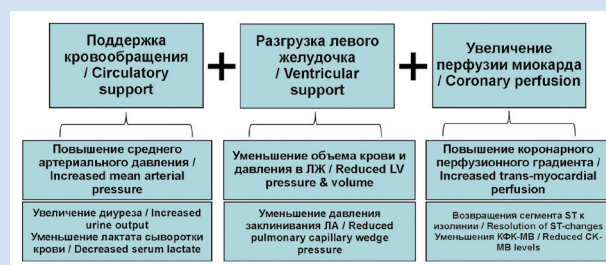 Поддержка
кровообращения
/ Circulatory
support
+
Разгрузка левого
желудочка
/ Ventricular
support
+
Увеличение
перфузии миокарда
/ Coronary perfusion
Повышение среднего
артериального давления /
Increased mean arterial
pressure
Уменьшение объема крови и
давления в ЛЖ / Reduced LV
pressure & volume
Повышение коронарного
перфузионного градиента /
Increased trans-myocardial
perfusion
Увеличение диуреза / Increased
urine output
Уменьшение лактата сыворотки
крови / Decreased serum lactate
Уменьшение давления
заклинивания ЛА / Reduced
pulmonary capillary wedge
pressure
Возвращения сегмента ST к
изолинии / Resolution of ST-changes
Уменьшения КФК-МВ / Reduced CK-
MB levels